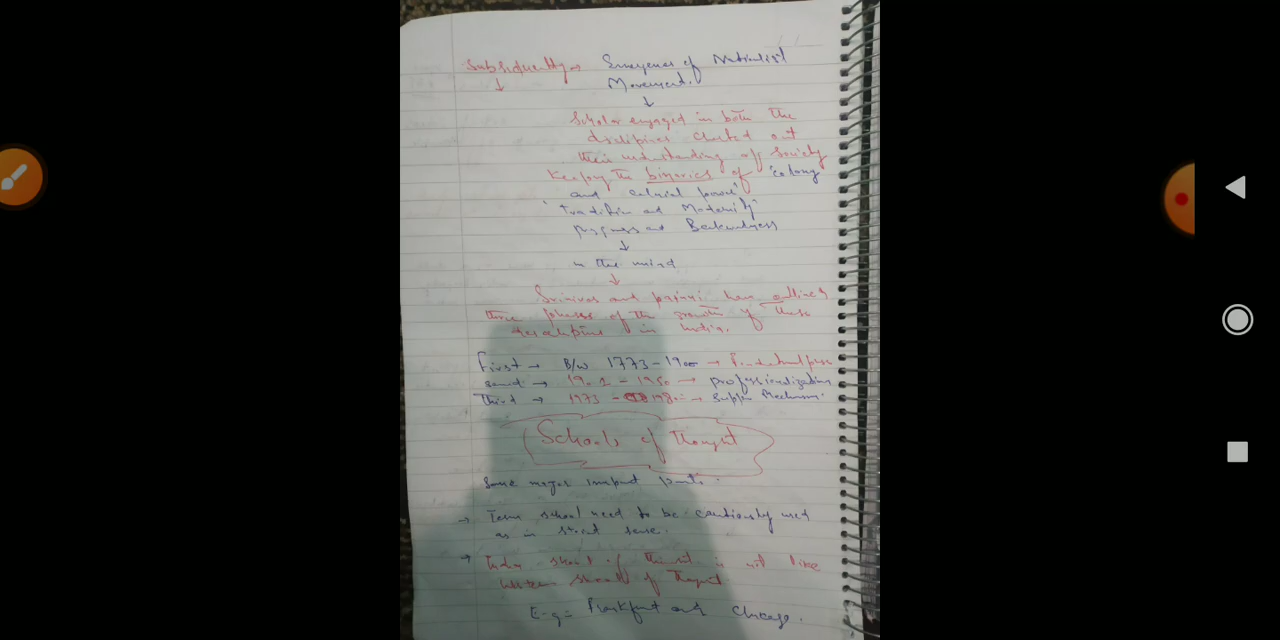 Subsequently → Emergence of Nationalist
Movement.
Scholar engaged in both the
disciplines charted out
their understanding of society
keeping the binaries of 'colony
and colonial power'
'Tradition and Modernity'
progress and Backwardness
in the mind
Srinivas and panini have outlined
three phases of the growth of these
in India.
First → B/w 1773-1900 →
second → 1901 - 1950 → professionalization
Third → 1973 - 1980 →
Schools of Thought
Some major points.
→ Term school need to be cautiously used
as in strict sense.
→ Indian school of thought is not like
Western school of Thought
E-g = Frankfurt and Chicago.